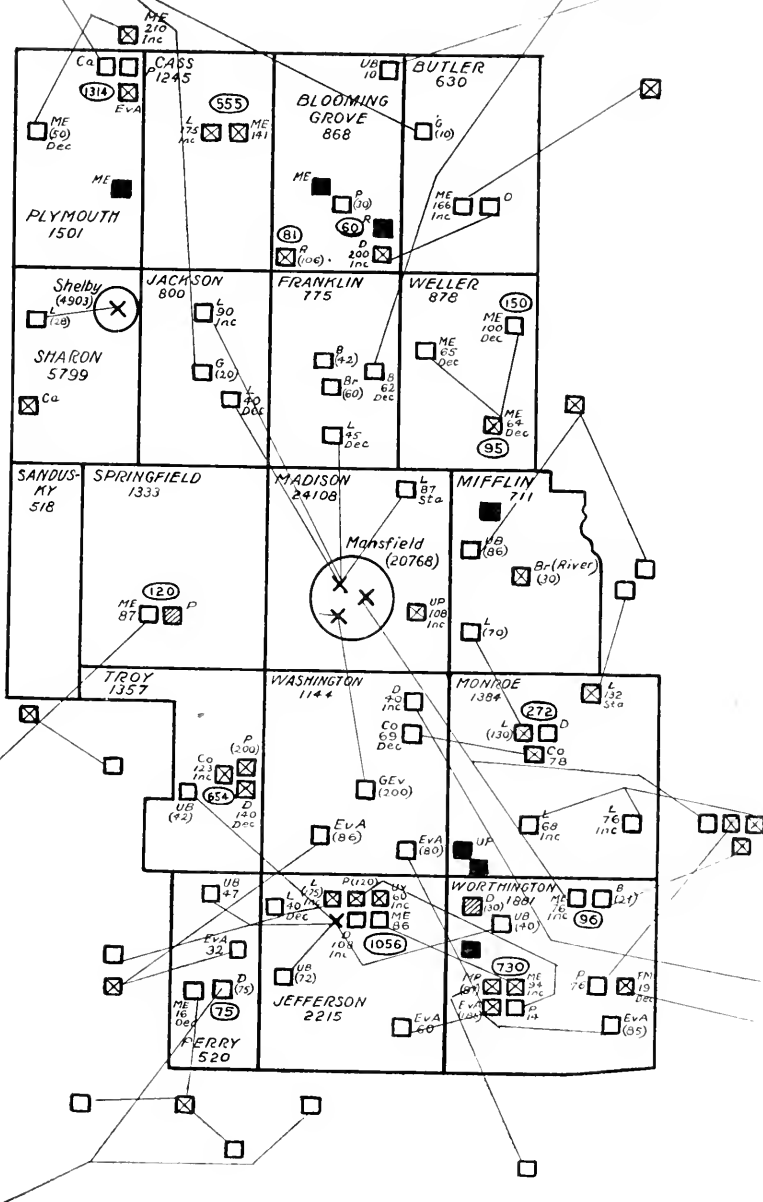 ME
210
Inc
Ca
P
1314
EvA
ME
(50)
Dec
ME
PLYMOUTH
1501
CASS
1245
555
L
175
Inc
ME
141
UB
10
BLOOMING
GROVE
868
ME
P
(30)
60
R
81
R
(106)
D
200
Inc
BUTLER
630
G
(10)
ME
166
Inc
O
Shelby
(4903)
L
(28)
SHARON
5799
Ca
JACKSON
800
L
90
Inc
G
(20)
L
40
Dec
FRANKLIN
775
B
(42)
Br
(60)
B
62
Dec
L
45
Dec
WELLER
878
150
ME
100
Dec
ME
65
Dec
ME
64
Dec
95
SANDUS-
KY
518
SPRINGFIELD
1333
120
ME
87
P
MADISON
24108
L
87
Sta
Mansfield
(20768)
UP
108
Inc
MIFFLIN
711
UB
(86)
Br(River)
(30)
L
(70)
TROY
1357
P
(200)
Co
123
Inc
654
D
140
Dec
UB
(42)
WASHINGTON
1144
D
40
Inc
Co
69
Dec
GEv
(200)
EvA
(86)
EvA
(80)
MONROE
1384
L
132
Sta
272
L
(130)
D
Co
78
L
68
Inc
L
76
Inc
UP
UB
47
EvA
32
D
(75)
ME
16
Dec
75
PERRY
520
L
40
Dec
L
(75)
Inc
P(120)
60
Inc
D
108
Inc
ME
86
1056
UB
(72)
JEFFERSON
2215
EvA
60
WORTHINGTON
1881
D
(30)
UB
(40)
ME
76
Inc
B
(21)
96
730
MP
ME
94
Inc
EvA
P
14
P
76
FM
19
Dec
EvA
(85)